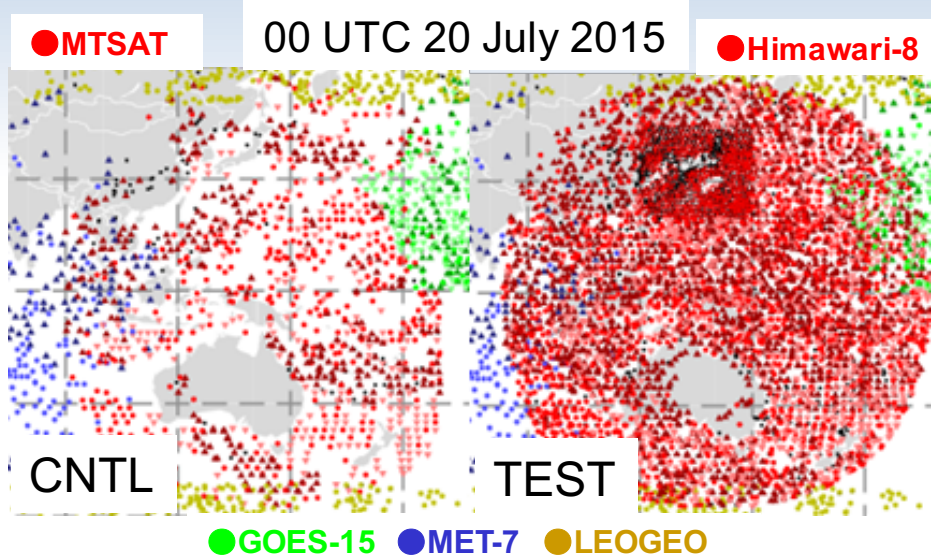 ●MTSAT
00 UTC 20 July 2015
●Himawari-8
CNTL
TEST
●GOES-15 ●MET-7 ●LEOGEO